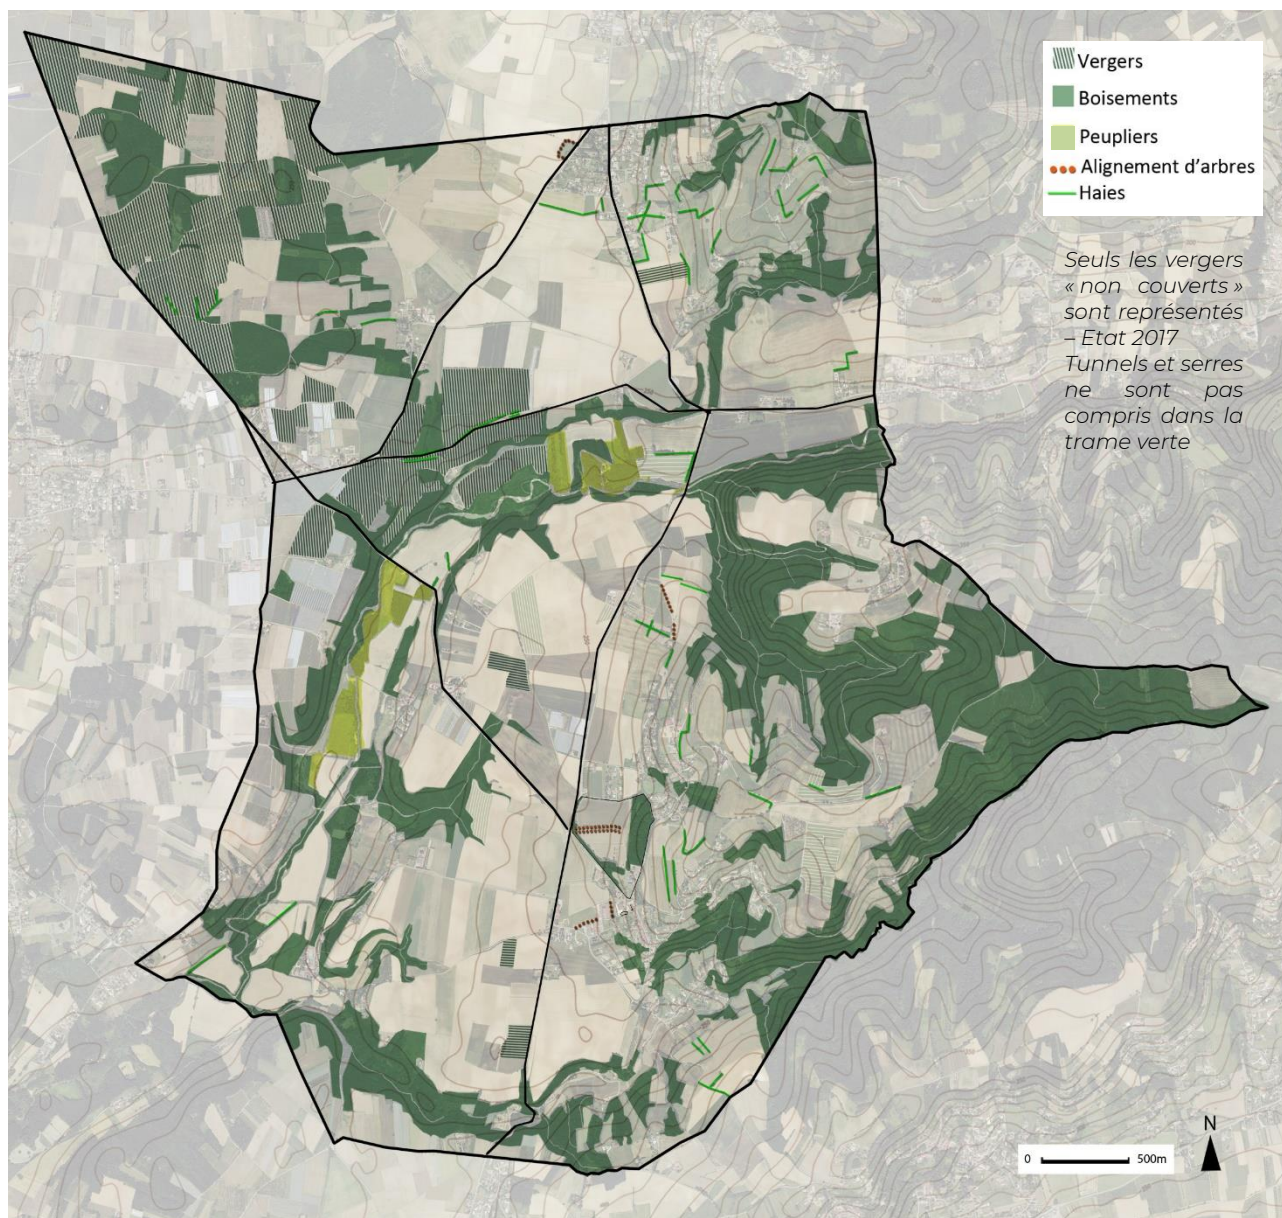 Vergers
Boisements
Peupliers
Alignement d’arbres
Haies
Seuls les vergers
« non couverts »
sont représentés
– Etat 2017
Tunnels et serres
ne sont pas
compris dans la
trame verte
N
0 500m